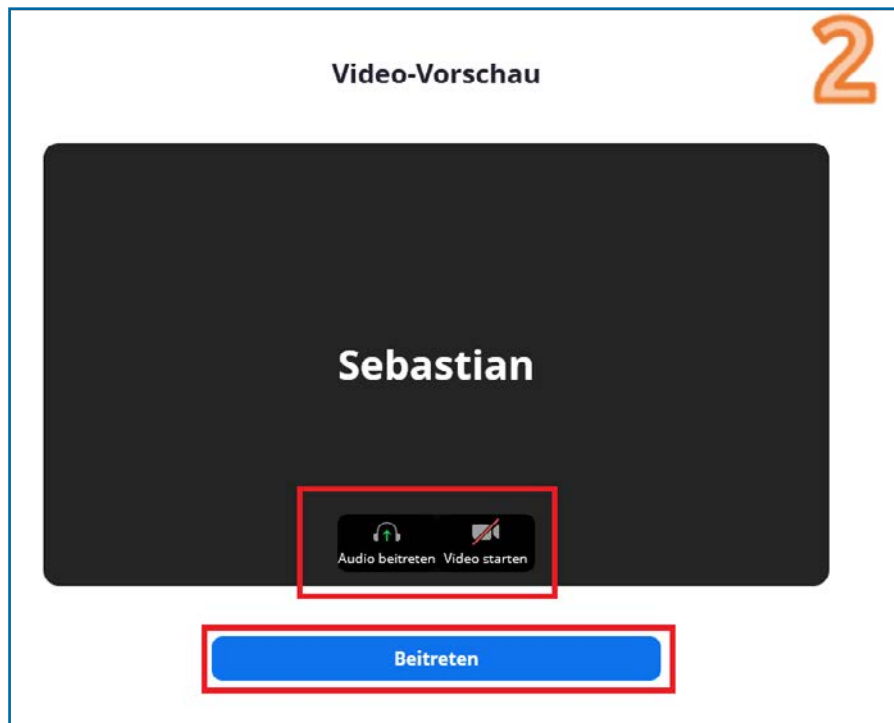 2
Video-Vorschau
Sebastian
Audio beitreten Video starten
Beitreten